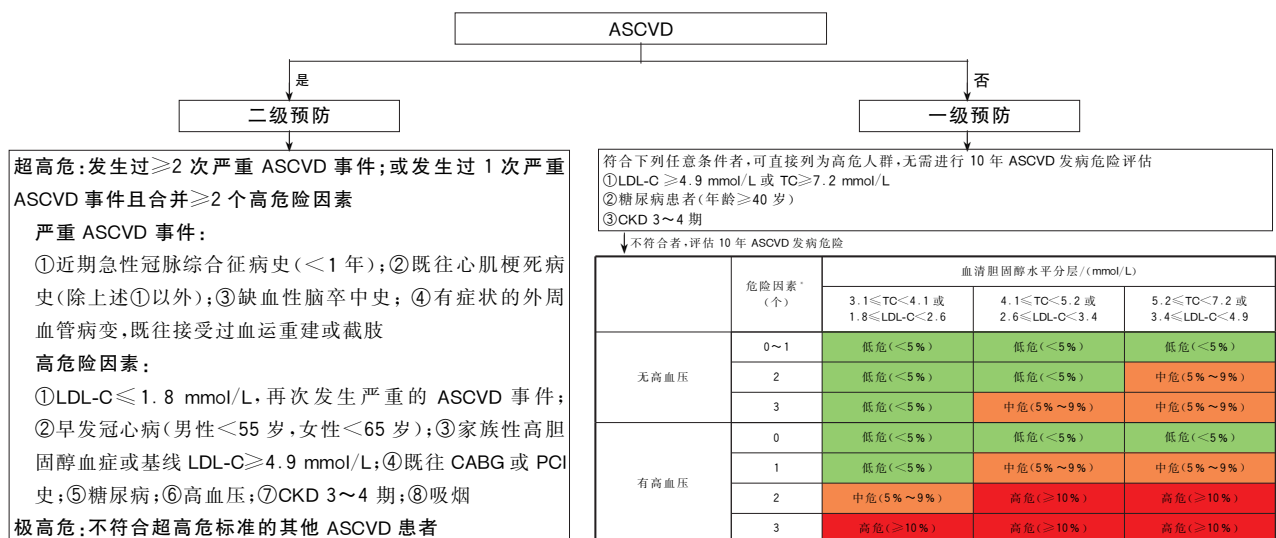 ASCVD
是
否
二级预防
一级预防
超高危:发生过≥2 次严重 ASCVD 事件;或发生过 1 次严重
ASCVD 事件且合并≥2 个高危险因素
严重 ASCVD 事件:
①近期急性冠脉综合征病史(<1 年);②既往心肌梗死病
史(除上述①以外);③缺血性脑卒中史; ④有症状的外周
血管病变,既往接受过血运重建或截肢
高危险因素:
①LDL-C≤1. 8 mmol/L,再次发生严重的 ASCVD 事件;
②早发冠心病(男性<55 岁,女性<65 岁);③家族性高胆
固醇血症或基线 LDL-C≥4. 9 mmol/L;④既往 CABG 或 PCI
史;⑤糖尿病;⑥高血压;⑦CKD 3~4 期;⑧吸烟
极高危:不符合超高危标准的其他 ASCVD 患者
符合下列任意条件者,可直接列为高危人群,无需进行 10 年 ASCVD 发病危险评估
①LDL-C ≥4.9 mmol/L 或 TC≥7.2 mmol/L
②糖尿病患者(年龄≥40 岁)
③CKD 3~4 期
不符合者,评估 10 年 ASCVD 发病危险
危险因素*
(个)
血清胆固醇水平分层/(mmol/L)
3.1≤TC<4.1 或
1.8≤LDL-C<2.6
4.1≤TC<5.2 或
2.6≤LDL-C<3.4
5.2≤TC<7.2 或
3.4≤LDL-C<4.9
无高血压
0~1 低危(<5%) 低危(<5%) 低危(<5%)
2 低危(<5%) 低危(<5%) 中危(5%~9%)
3 低危(<5%) 中危(5%~9%) 中危(5%~9%)
有高血压
0 低危(<5%) 低危(<5%) 低危(<5%)
1 低危(<5%) 中危(5%~9%) 中危(5%~9%)
2 中危(5%~9%) 高危(≥10%) 高危(≥10%)
3 高危(≥10%) 高危(≥10%) 高危(≥10%)